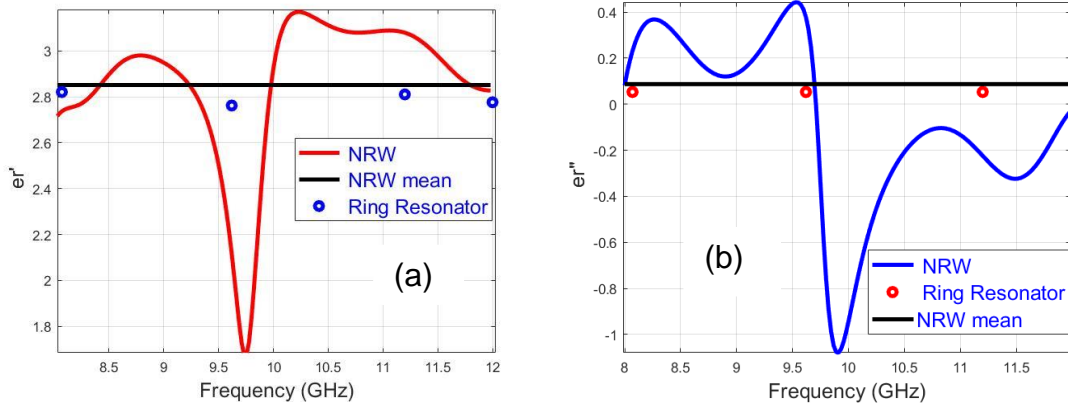 3
2.8
2.6
2.4
2.2
2
1.8
er'
8.5
9
9.5
10
10.5
11
11.5
12
Frequency (GHz)
NRW
NRW mean
Ring Resonator
(a)
0.4
0.2
0
-0.2
-0.4
-0.6
-0.8
-1
er"
8
8.5
9
9.5
10
10.5
11
11.5
Frequency (GHz)
(b)
NRW
Ring Resonator
NRW mean